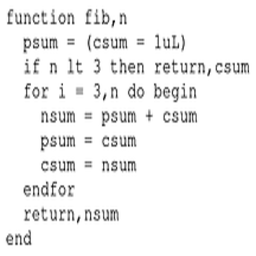 function fib,n
psum = (csum = 1uL)
if n lt 3 then return,csum
for i = 3,n do begin
nsum = psum + csum
psum = csum
csum = nsum
endfor
return,nsum
end